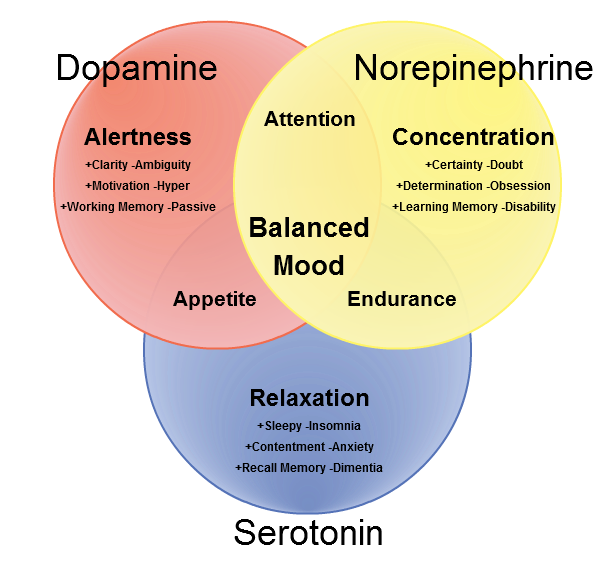 Dopamine
Norepinephrine
Attention
Alertness
+Clarity -Ambiguity
+Motivation -Hyper
+Working Memory -Passive
Concentration
+Certainty -Doubt
+Determination -Obsession
+Learning Memory -Disability
Balanced
Mood
Appetite
Endurance
Relaxation
+Sleepy -Insomnia
+Contentment -Anxiety
+Recall Memory -Dimentia
Serotonin